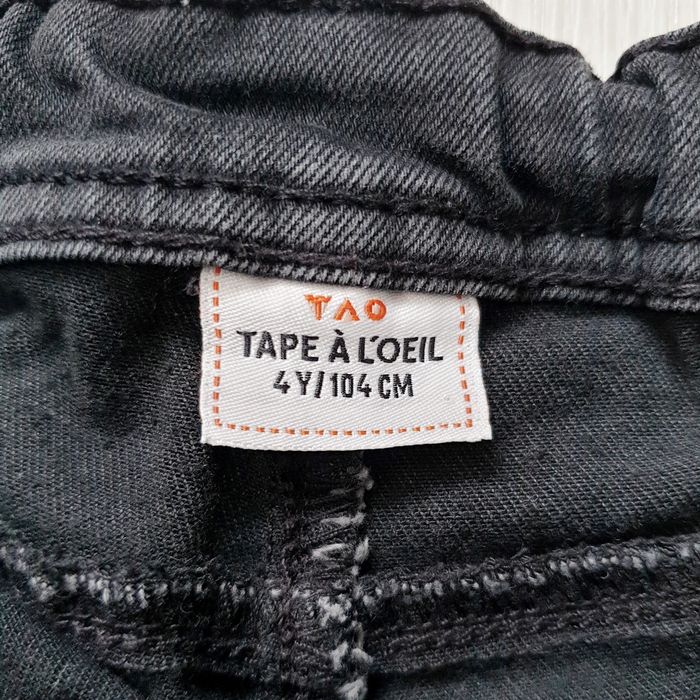 TAO
TAPE À L'OEIL
4 Y/104 CM